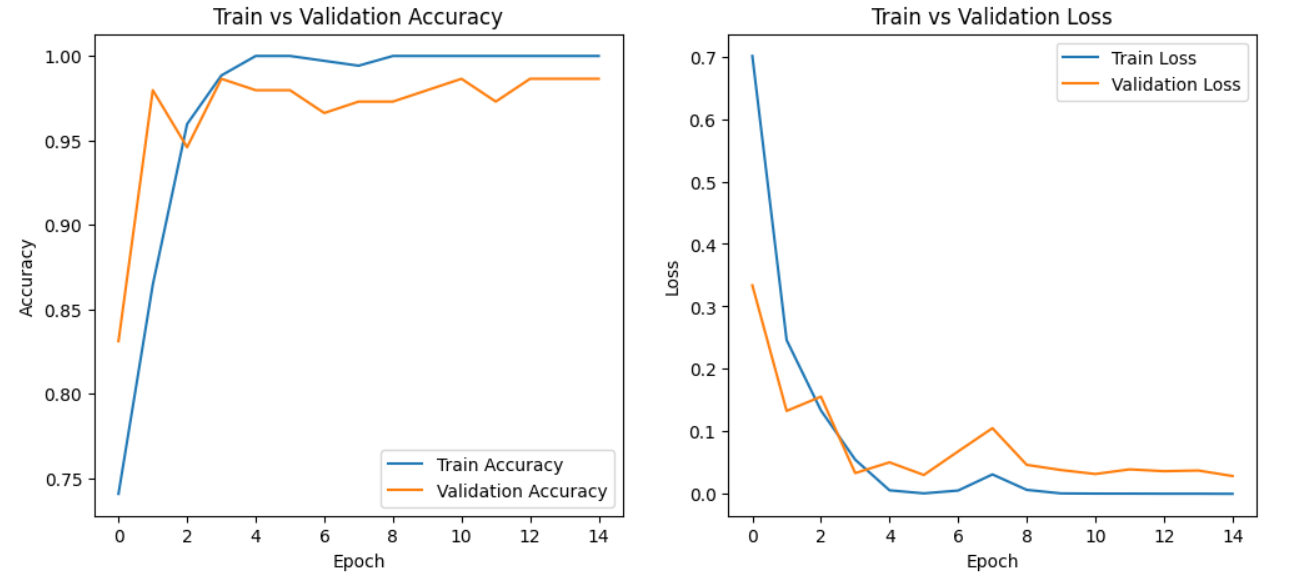 Train vs Validation Accuracy
1.00
0.95
0.90
0.85
0.80
0.75
Accuracy
Train Accuracy
Validation Accuracy
0 2 4 6 8 10 12 14
Epoch
Train vs Validation Loss
0.7
0.6
0.5
0.4
0.3
0.2
0.1
0.0
Loss
Train Loss
Validation Loss
0 2 4 6 8 10 12 14
Epoch